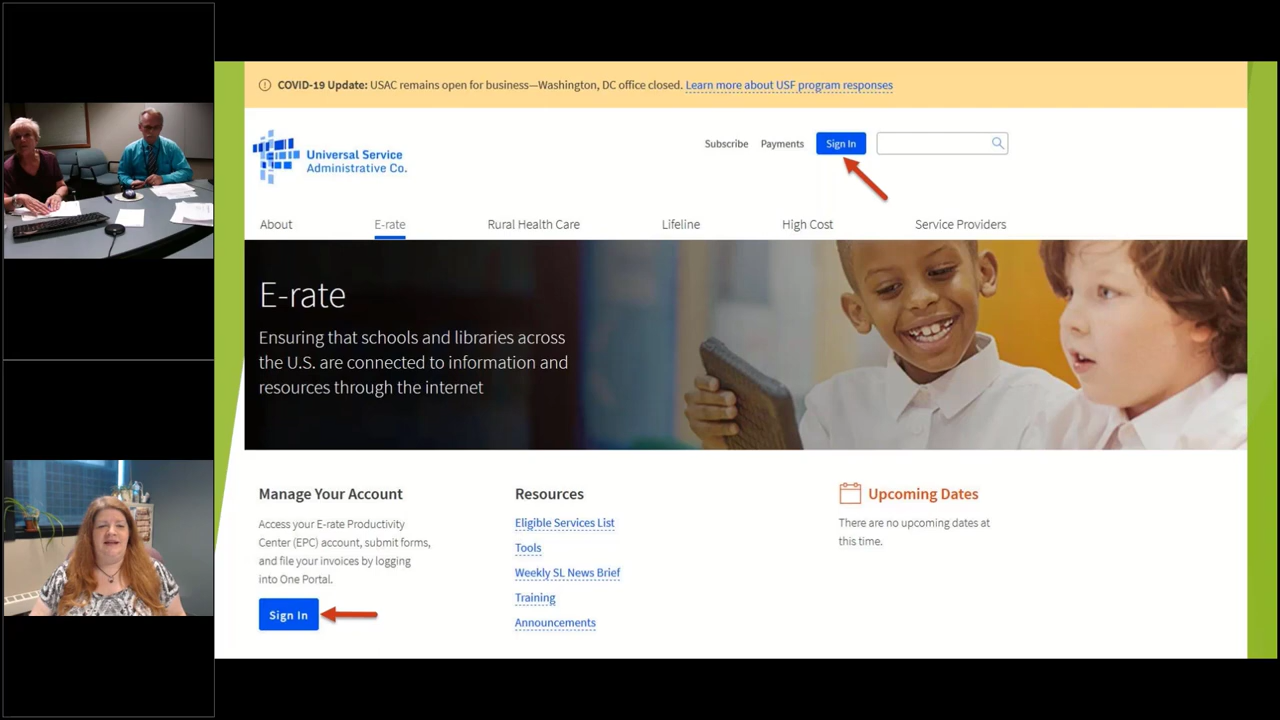 COVID-19 Update: USAC remains open for business—Washington, DC office closed. Learn more about USF program responses
Universal Service
Administrative Co.
Subscribe Payments Sign In
About E-rate Rural Health Care Lifeline High Cost Service Providers
E-rate
Ensuring that schools and libraries across
the U.S. are connected to information and
resources through the internet
Manage Your Account
Access your E-rate Productivity
Center (EPC) account, submit forms,
and file your invoices by logging
into One Portal.
Sign In
Resources
Eligible Services List
Tools
Weekly SL News Brief
Training
Announcements
Upcoming Dates
There are no upcoming dates at
this time.